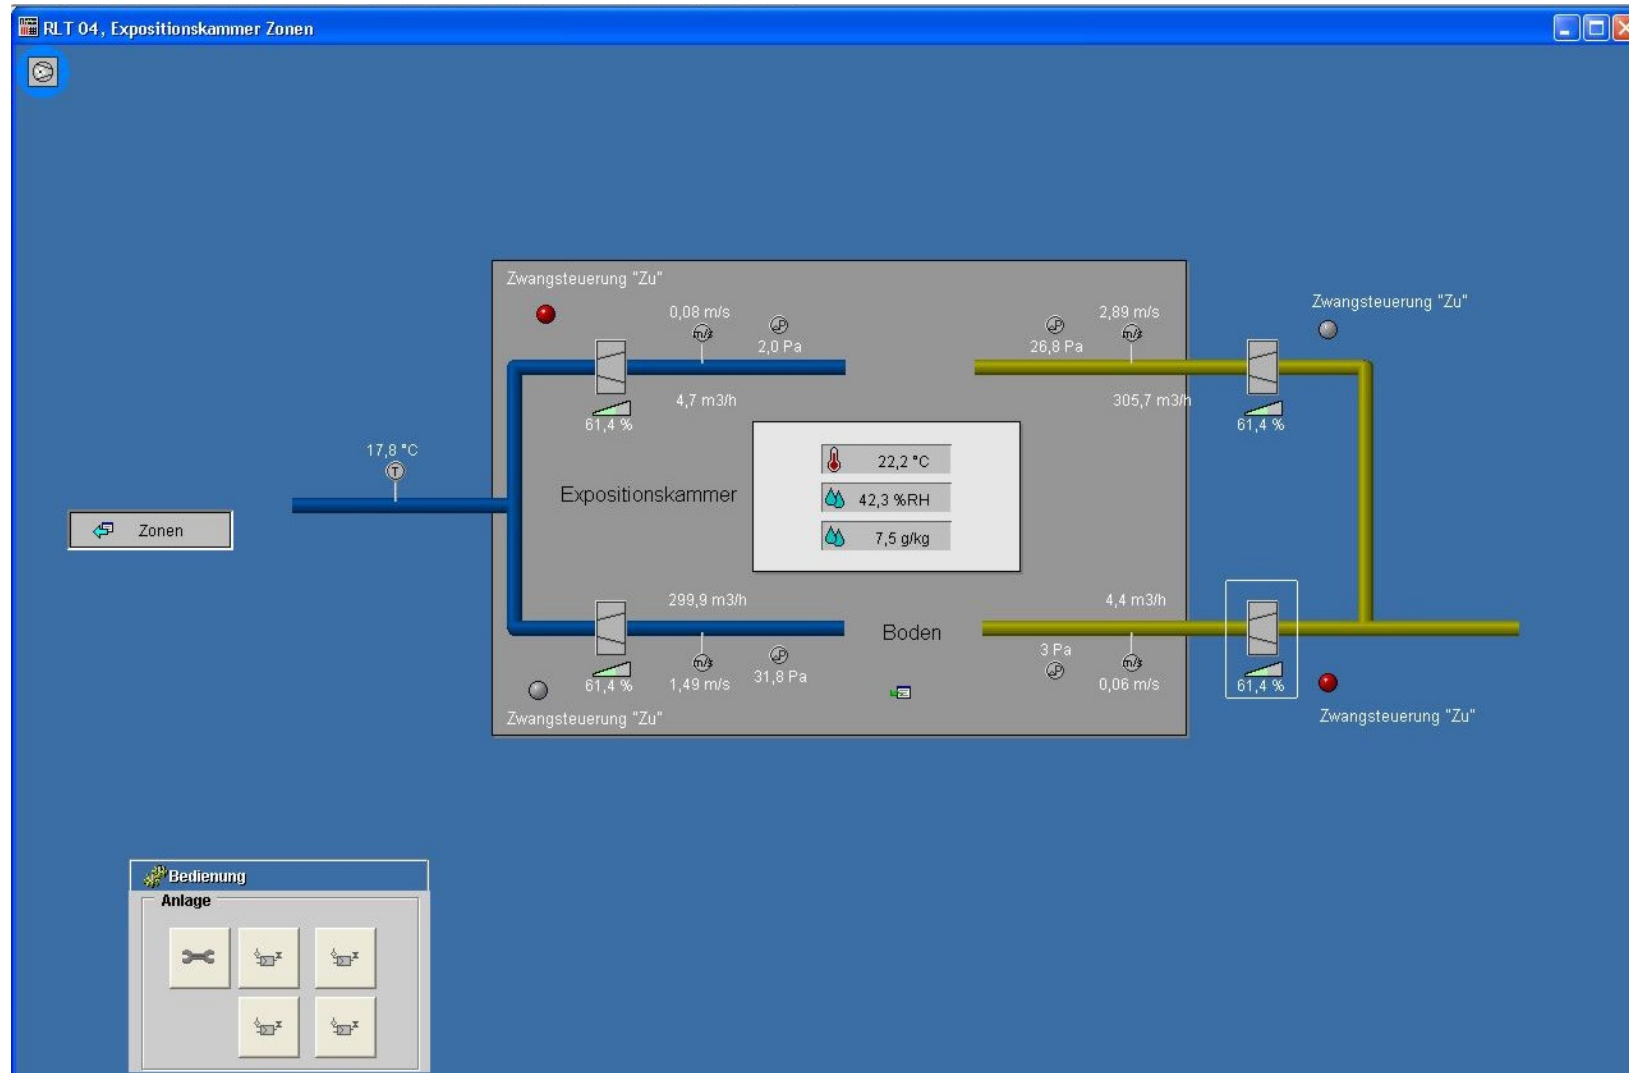 RLT 04, Expositionskammer Zonen
Zwangsteuerung "Zu"
0,08 m/s
m/s
P
2,0 Pa
4,7 m3/h
61,4 %
P
26,8 Pa
2,89 m/s
m/s
305,7 m3/h
Zwangsteuerung "Zu"
61,4 %
17,8 °C
T
Zonen
Expositionskammer
22,2 °C
42,3 %RH
7,5 g/kg
299,9 m3/h
61,4 %
m/s
1,49 m/s
P
31,8 Pa
Zwangsteuerung "Zu"
Boden
4,4 m3/h
3 Pa
P
m/s
0,06 m/s
61,4 %
Zwangsteuerung "Zu"
Bedienung
Anlage